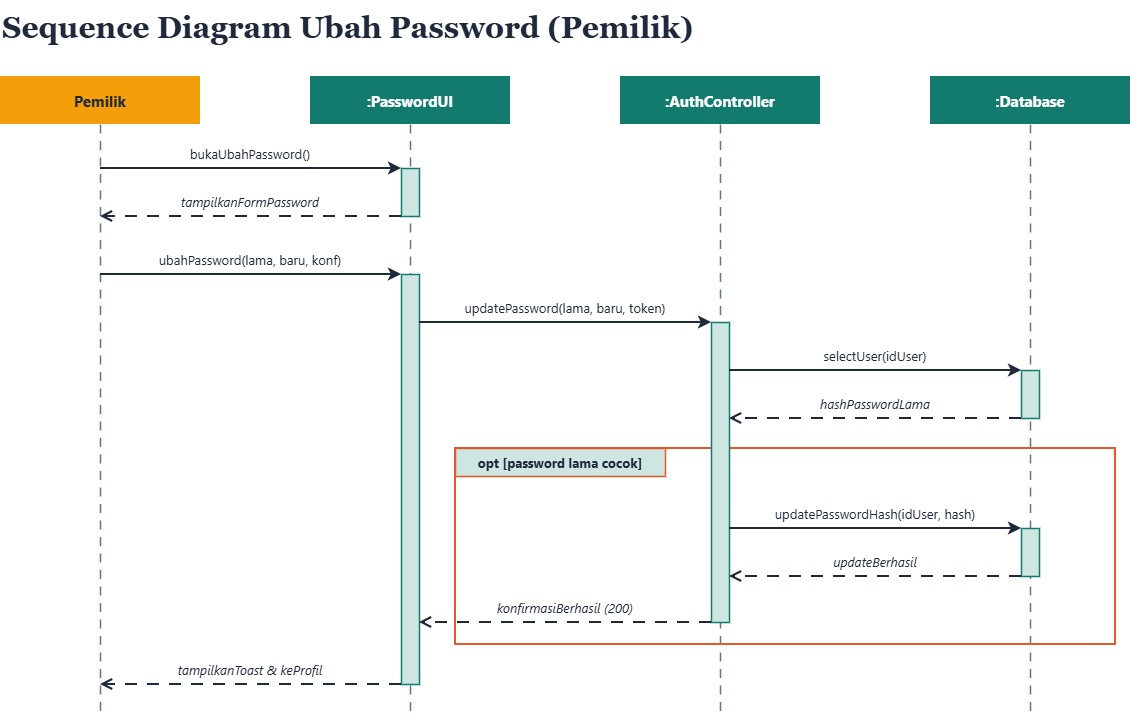 Sequence Diagram Ubah Password (Pemilik)
Pemilik
:PasswordUI
:AuthController
:Database
bukaUbahPassword()
tampilkanFormPassword
ubahPassword(lama, baru, konf)
updatePassword(lama, baru, token)
selectUser(idUser)
hashPasswordLama
opt [password lama cocok]
updatePasswordHash(idUser, hash)
updateBerhasil
konfirmasiBerhasil (200)
tampilkanToast & keProfil